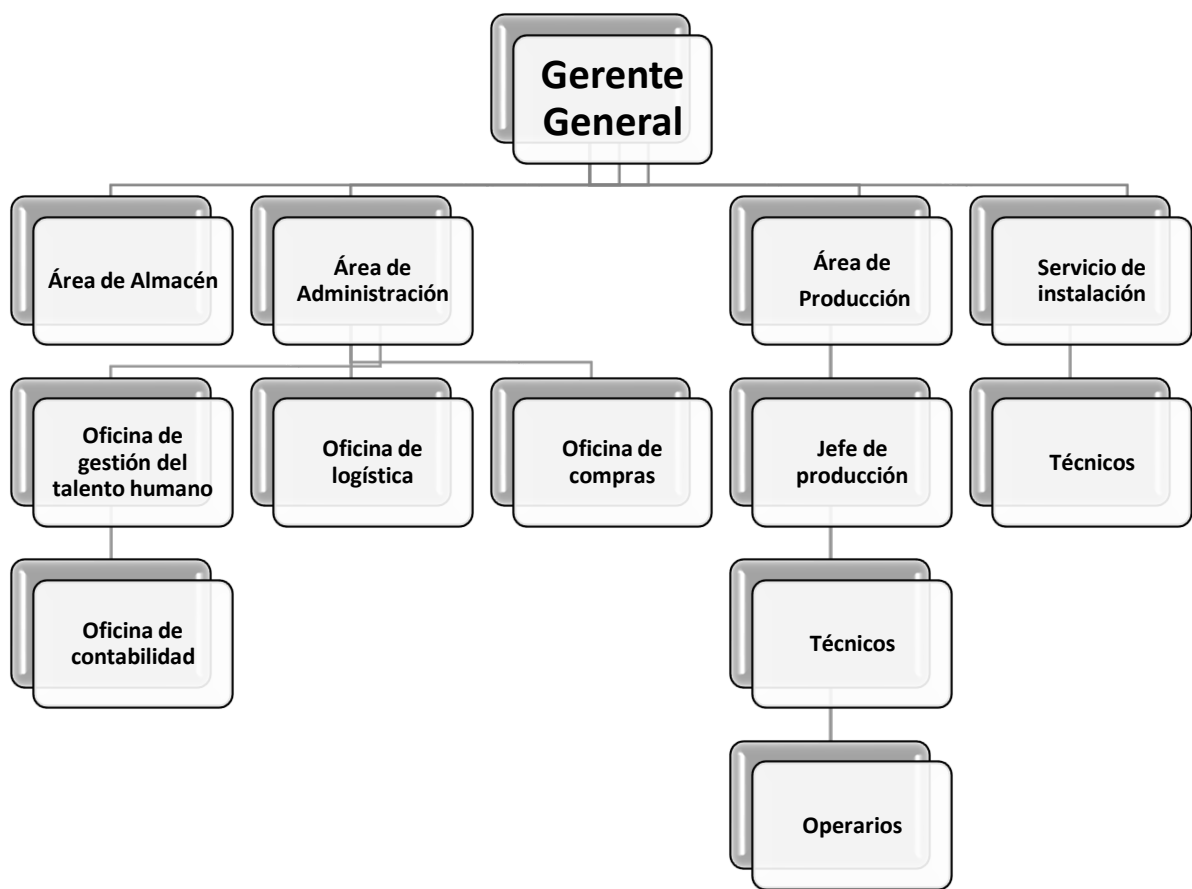 Gerente
General
Área de Almacén
Área de
Administración
Área de
Producción
Servicio de
instalación
Oficina de
gestión del
talento humano
Oficina de
logística
Oficina de
compras
Jefe de
producción
Técnicos
Oficina de
contabilidad
Técnicos
Operarios